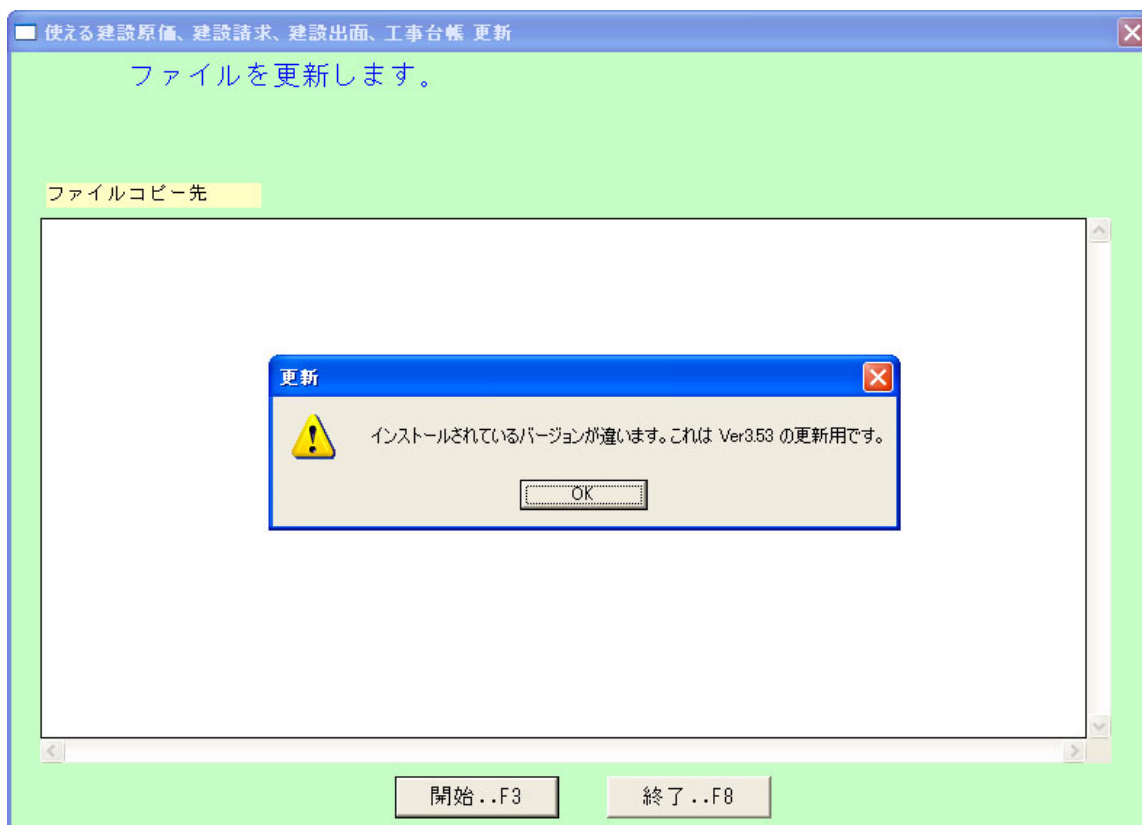 使える建設原価、建設請求、建設出面、工事台帳 更新
ファイルを更新します。
ファイルコピー先
更新
インストールされているバージョンが違います。これは Ver3.53 の更新用です。
OK
開始..F3
終了..F8